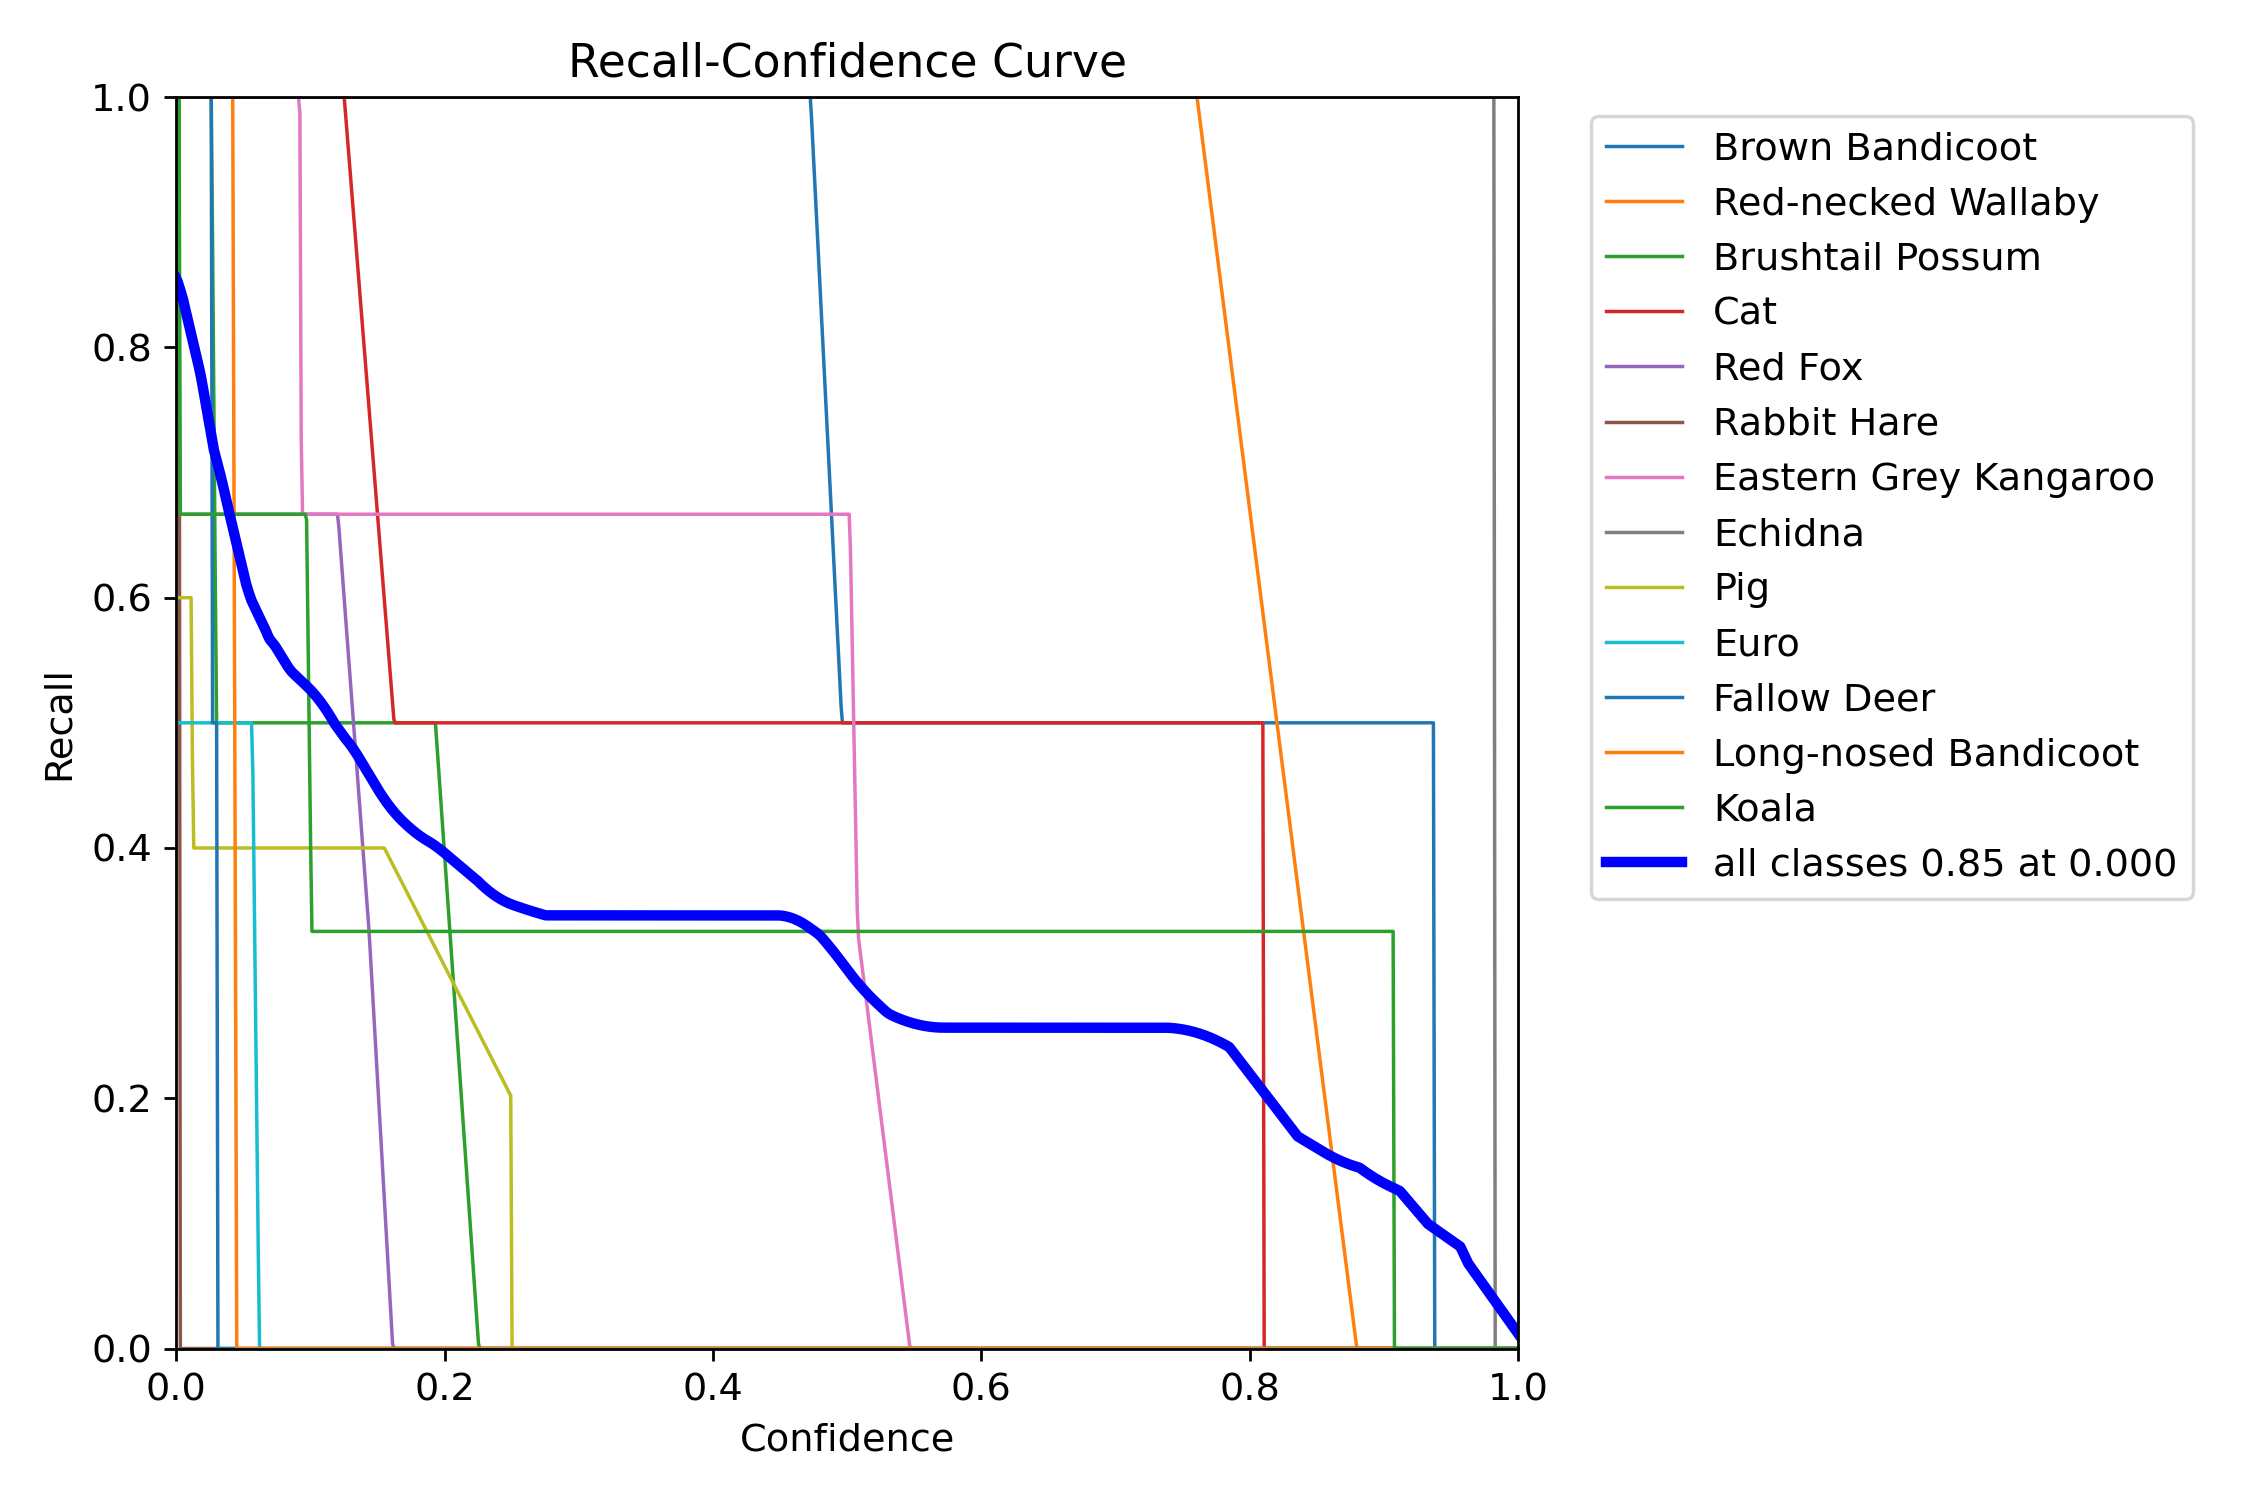 Recall-Confidence Curve
1.0
0.8
0.6
0.4
0.2
0.0
Recall
0.0 0.2 0.4 0.6 0.8 1.0
Confidence
Brown Bandicoot
Red-necked Wallaby
Brushtail Possum
Cat
Red Fox
Rabbit Hare
Eastern Grey Kangaroo
Echidna
Pig
Euro
Fallow Deer
Long-nosed Bandicoot
Koala
all classes 0.85 at 0.000